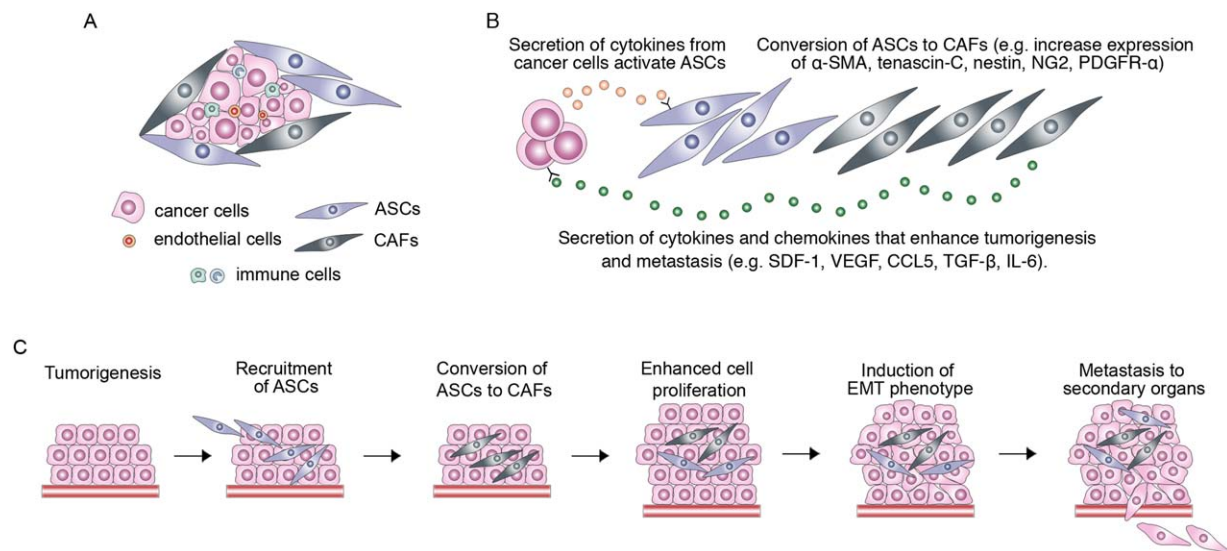 A
cancer cells
endothelial cells
immune cells
ASCs
CAFs
B
Secretion of cytokines from
cancer cells activate ASCs
Conversion of ASCs to CAFs (e.g. increase expression
of α-SMA, tenascin-C, nestin, NG2, PDGFR-α)
Secretion of cytokines and chemokines that enhance tumorigenesis
and metastasis (e.g. SDF-1, VEGF, CCL5, TGF-β, IL-6).
C
Tumorigenesis
Recruitment
of ASCs
Conversion of
ASCs to CAFs
Enhanced cell
proliferation
Induction of
EMT phenotype
Metastasis to
secondary organs